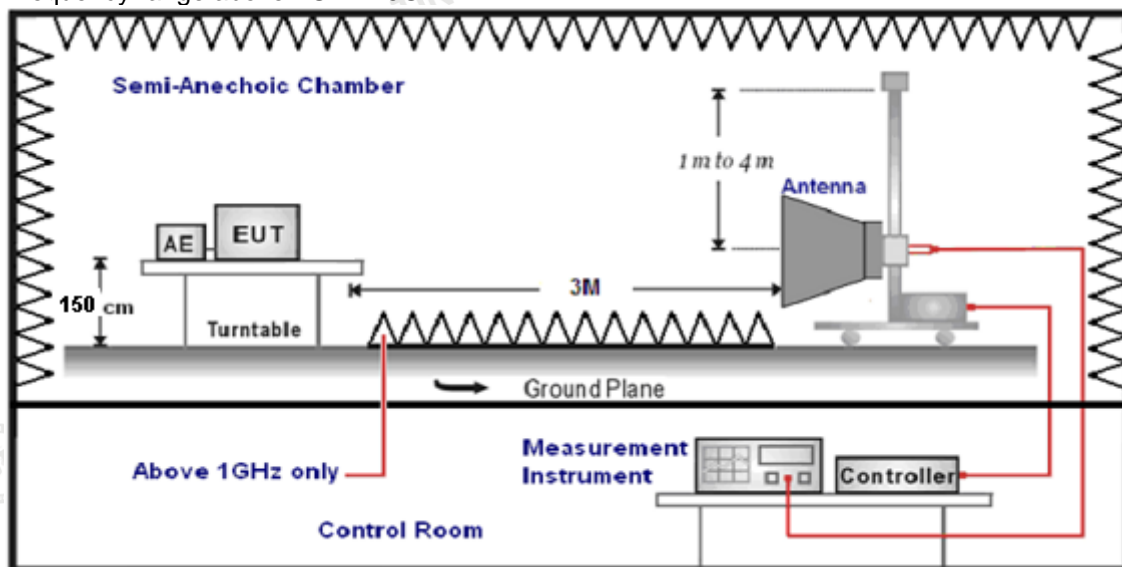 Semi-Anechoic Chamber
1 m to 4 m
Antenna
AE
EUT
150 cm
3M
Turntable
Ground Plane
Above 1GHz only
Measurement
Instrument
Controller
Control Room